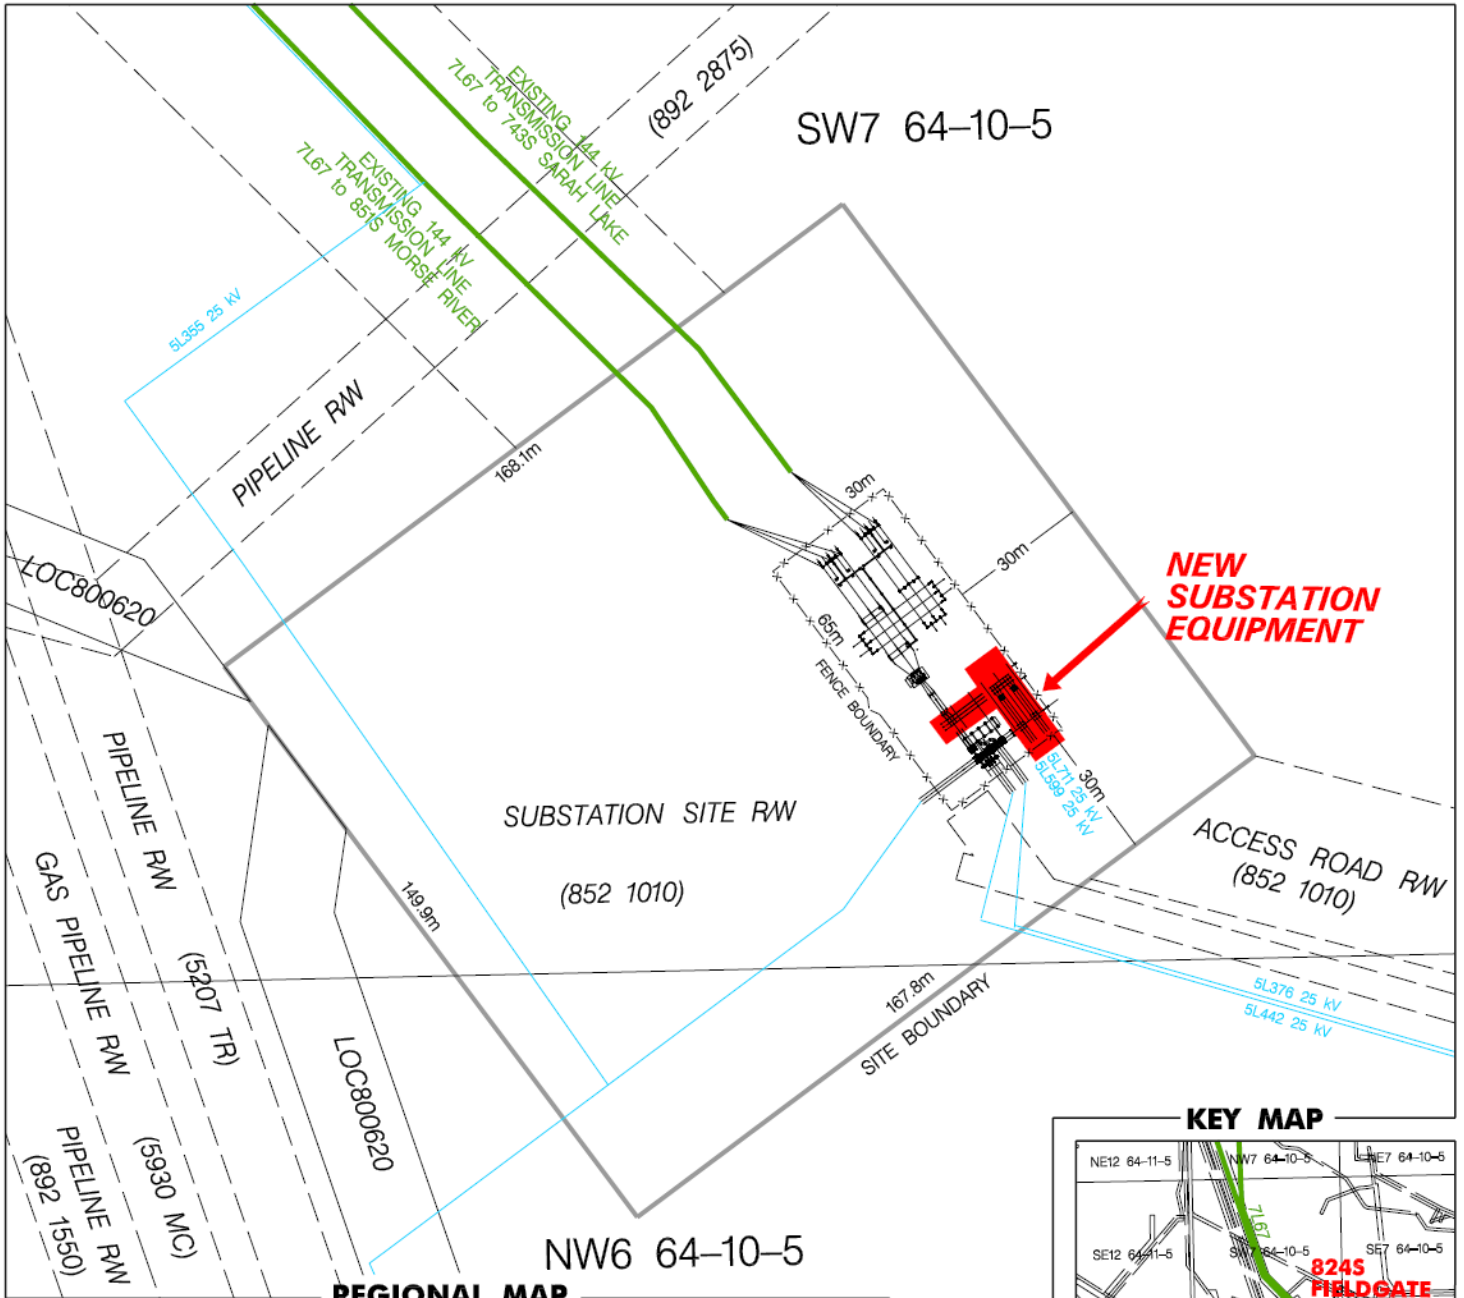 EXISTING 144 kV
TRANSMISSION LINE
7L67 to 743S SARAH LAKE
(892 2875)
SW7 64–10–5
EXISTING 144 kV
TRANSMISSION LINE
7L67 to 851S MORSE RIVER
5L355 25 kV
PIPELINE R/W
168.1m
30m
30m
NEW
SUBSTATION
EQUIPMENT
LOC800620
65m
FENCE BOUNDARY
5L711 25 kV
5L599 25 kV
30m
PIPELINE R/W
(5207 TR)
SUBSTATION SITE R/W
(852 1010)
ACCESS ROAD R/W
(852 1010)
GAS PIPELINE R/W
(5930 MC)
149.9m
167.8m
SITE BOUNDARY
5L376 25 kV
5L442 25 kV
LOC800620
PIPELINE R/W
(892 1550)
NW6 64–10–5
REGIONAL MAP
KEY MAP
NE12 64–11–5
NW7 64–10–5
NE7 64–10–5
7L67
SE12 64–11–5
SW7 64–10–5
SE7 64–10–5
824S
FIELDGATE